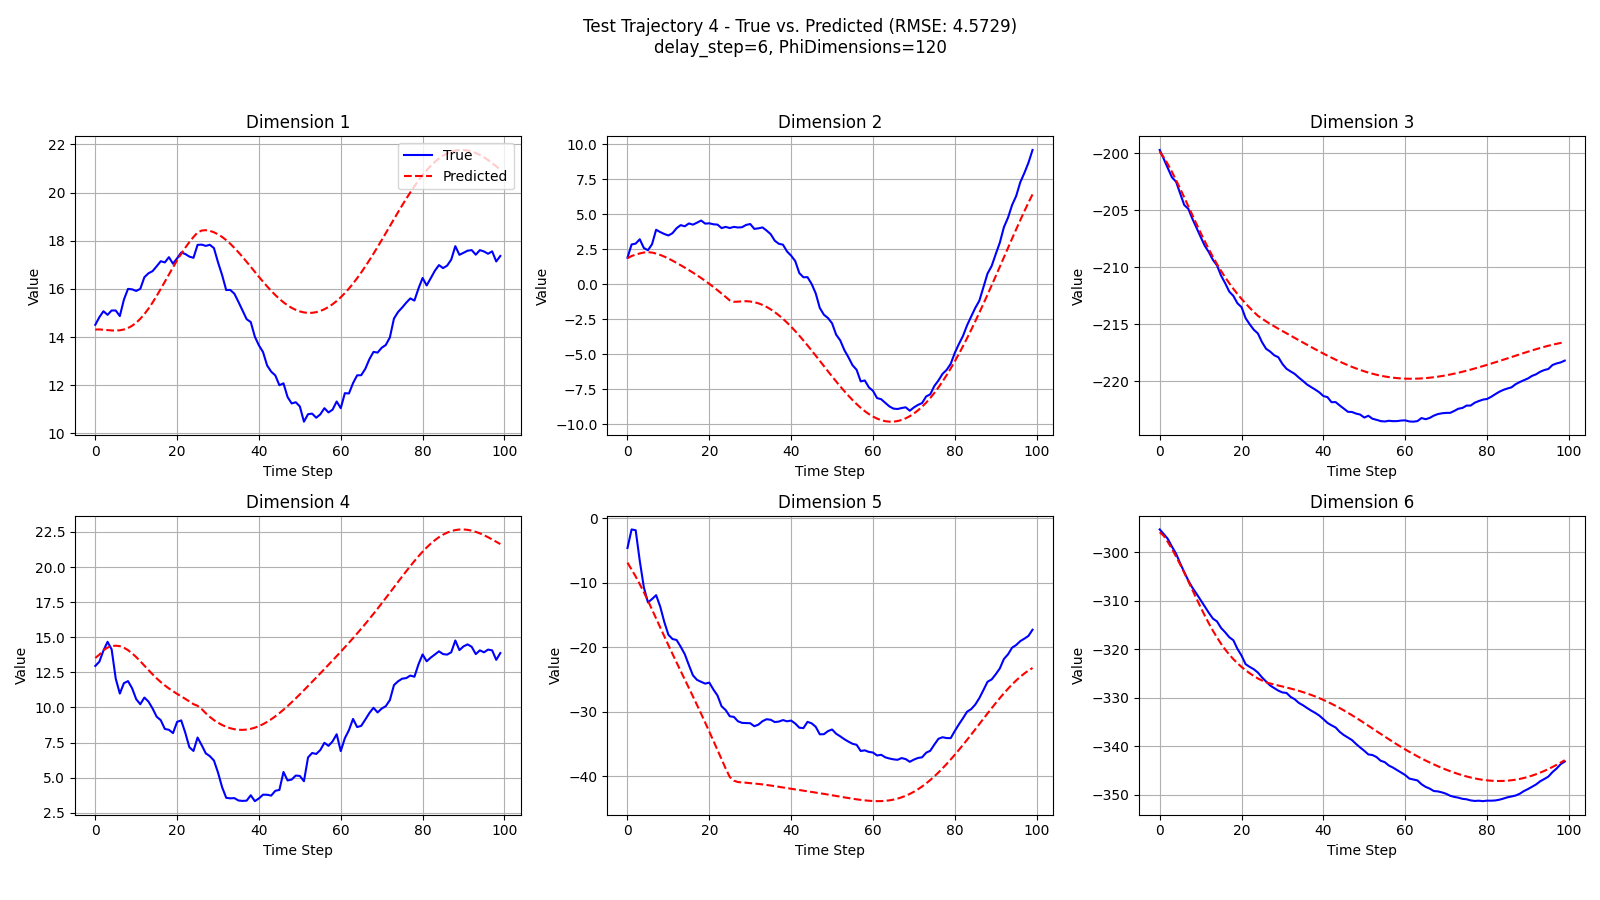 Test Trajectory 4 - True vs. Predicted (RMSE: 4.5729)
delay_step=6, PhiDimensions=120
Dimension 1
22
20
18
16
14
12
10
Value
0 20 40 60 80 100
Time Step
True
Predicted
Dimension 2
10.0
7.5
5.0
2.5
0.0
−2.5
−5.0
−7.5
−10.0
Value
0 20 40 60 80 100
Time Step
Dimension 3
−200
−205
−210
−215
−220
Value
0 20 40 60 80 100
Time Step
Dimension 4
22.5
20.0
17.5
15.0
12.5
10.0
7.5
5.0
2.5
Value
0 20 40 60 80 100
Time Step
Dimension 5
0
−10
−20
−30
−40
Value
0 20 40 60 80 100
Time Step
Dimension 6
−300
−310
−320
−330
−340
−350
Value
0 20 40 60 80 100
Time Step